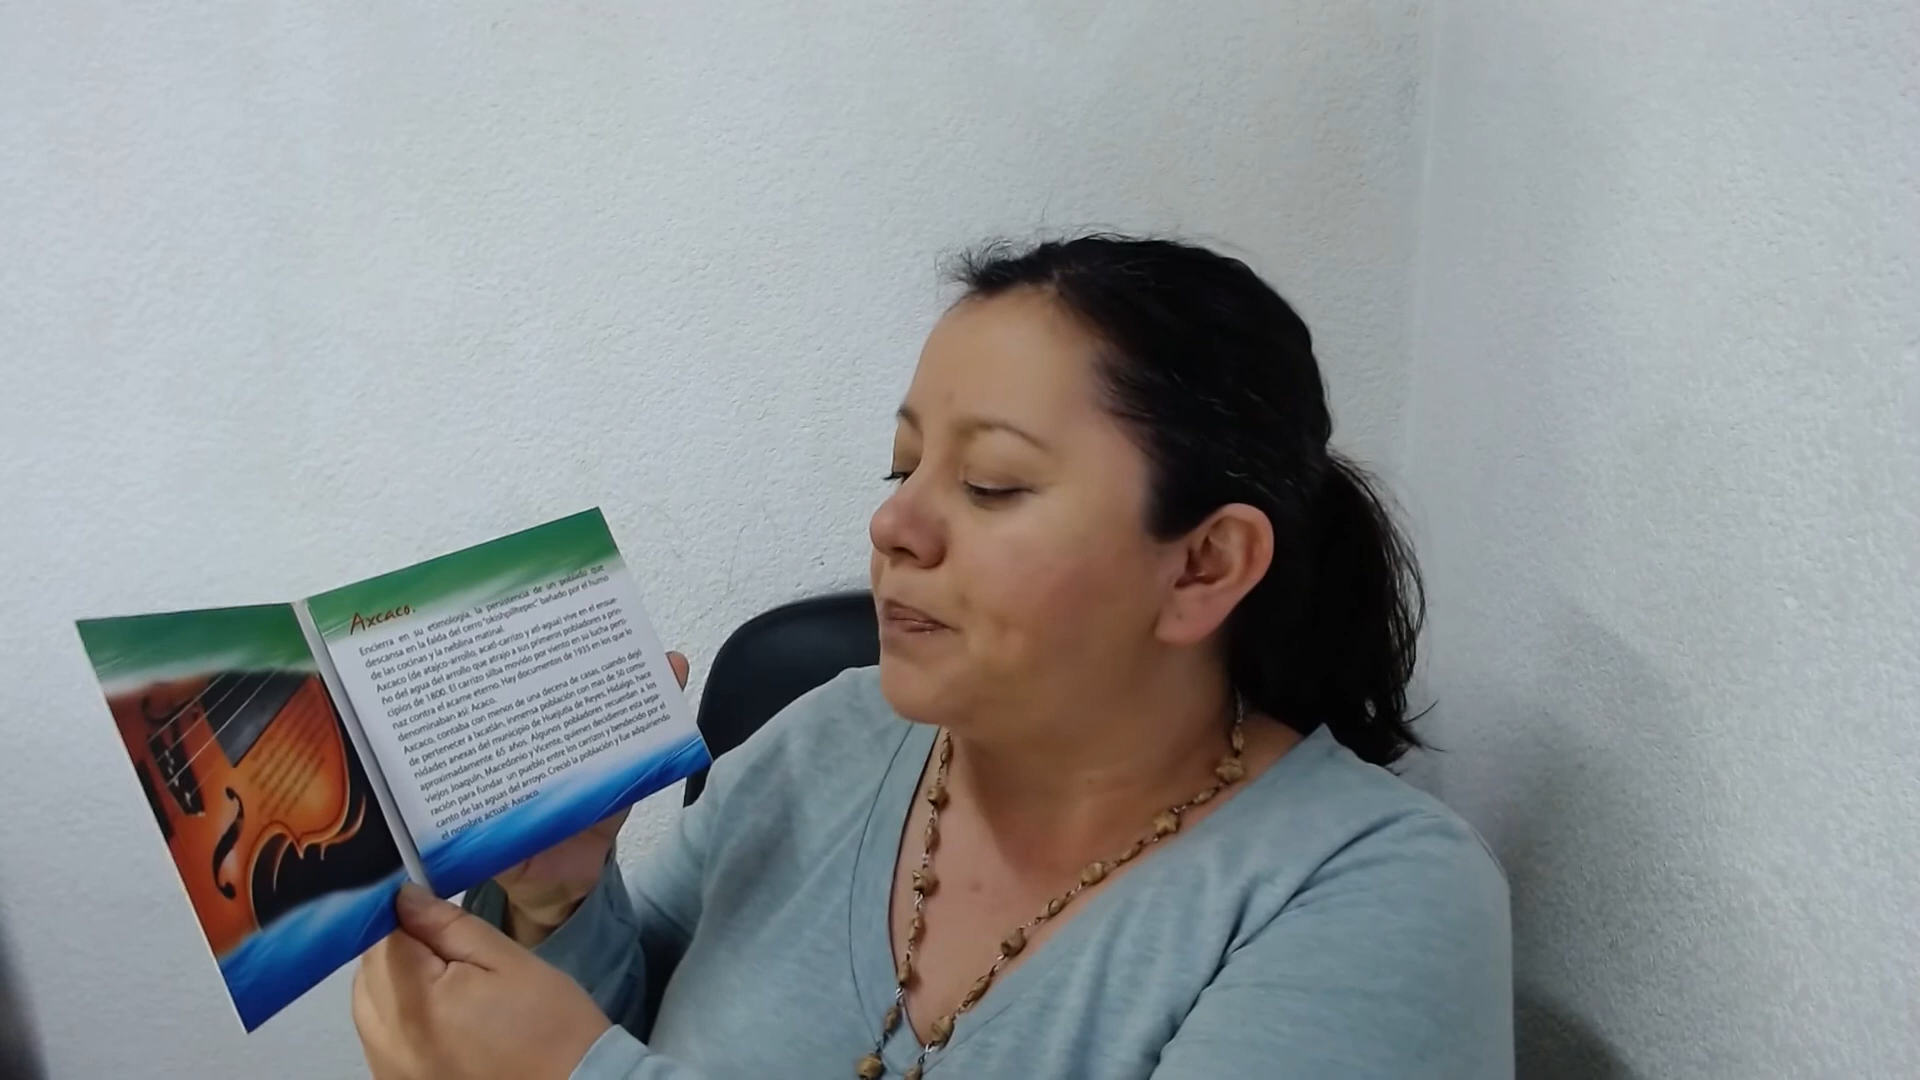 Axcaco.
Encierra en su etimología, la persistencia de un poblado que
descansa en la falda del cerro "okishpiltepec" bañado por el humo
de las cocinas y la neblina matinal.
Axcaco (de atajco-arrollo, acatl-carrizo y atl-agua) vive en el ensue-
ño del agua del arrollo que atrajo a sus primeros pobladores a prin-
cipios de 1800. El carrizo silba movido por viento en su lucha perti-
naz contra el acame eterno. Hay documentos de 1935 en los que lo
denominaban así: Acaco.
Axcaco, contaba con menos de una decena de casas, cuando dejó
de pertenecer a Ixcatlán, inmensa población con mas de 50 comu-
nidades anexas del municipio de Huejutla de Reyes, Hidalgo, hace
aproximadamente 65 años. Algunos pobladores recuerdan a los
viejos Joaquín, Macedonio y Vicente, quienes decidieron esta sepa-
ración para fundar un pueblo entre los carrizos y bendecido por el
canto de las aguas del arroyo. Creció la población y fue adquiriendo
el nombre actual: Axcaco.